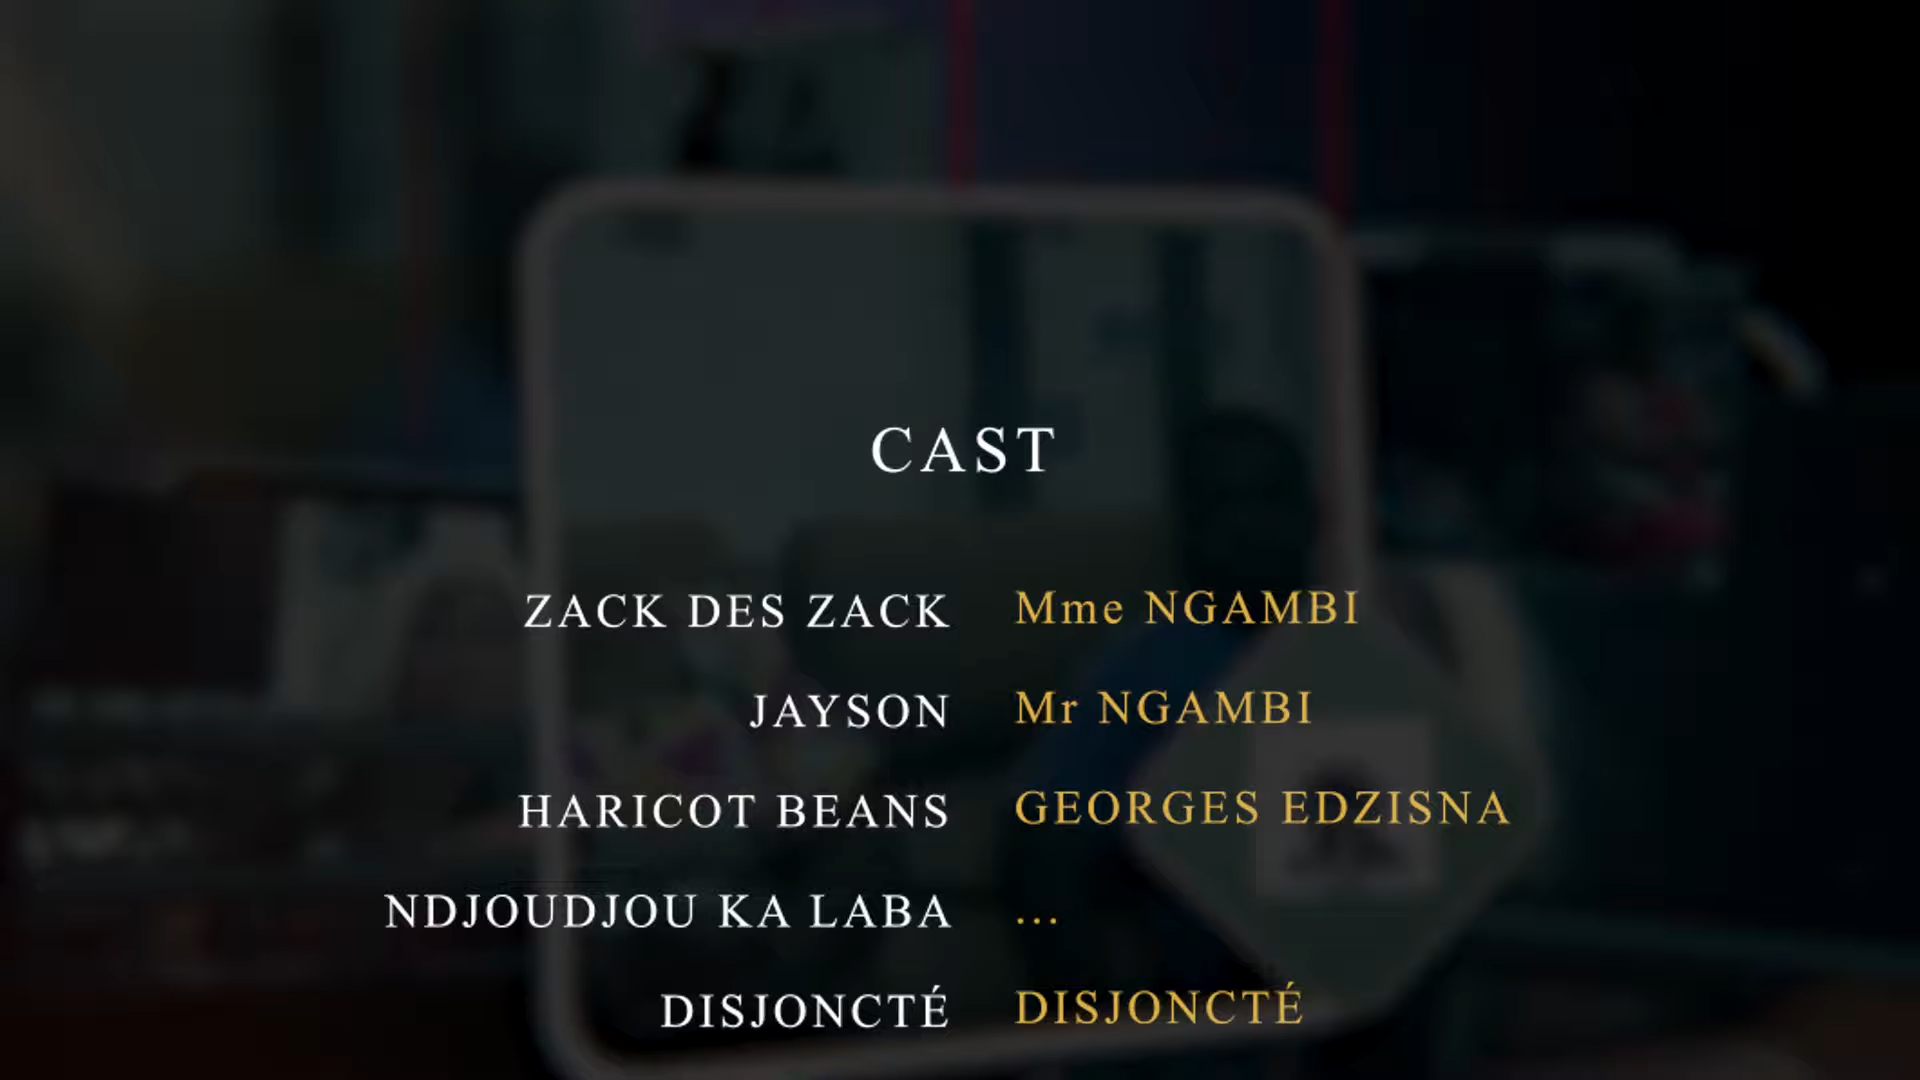 CAST
ZACK DES ZACK Mme NGAMBI
JAYSON Mr NGAMBI
HARICOT BEANS GEORGES EDZISNA
NDJOUDJOU KA LABA ...
DISJONCTÉ DISJONCTÉ